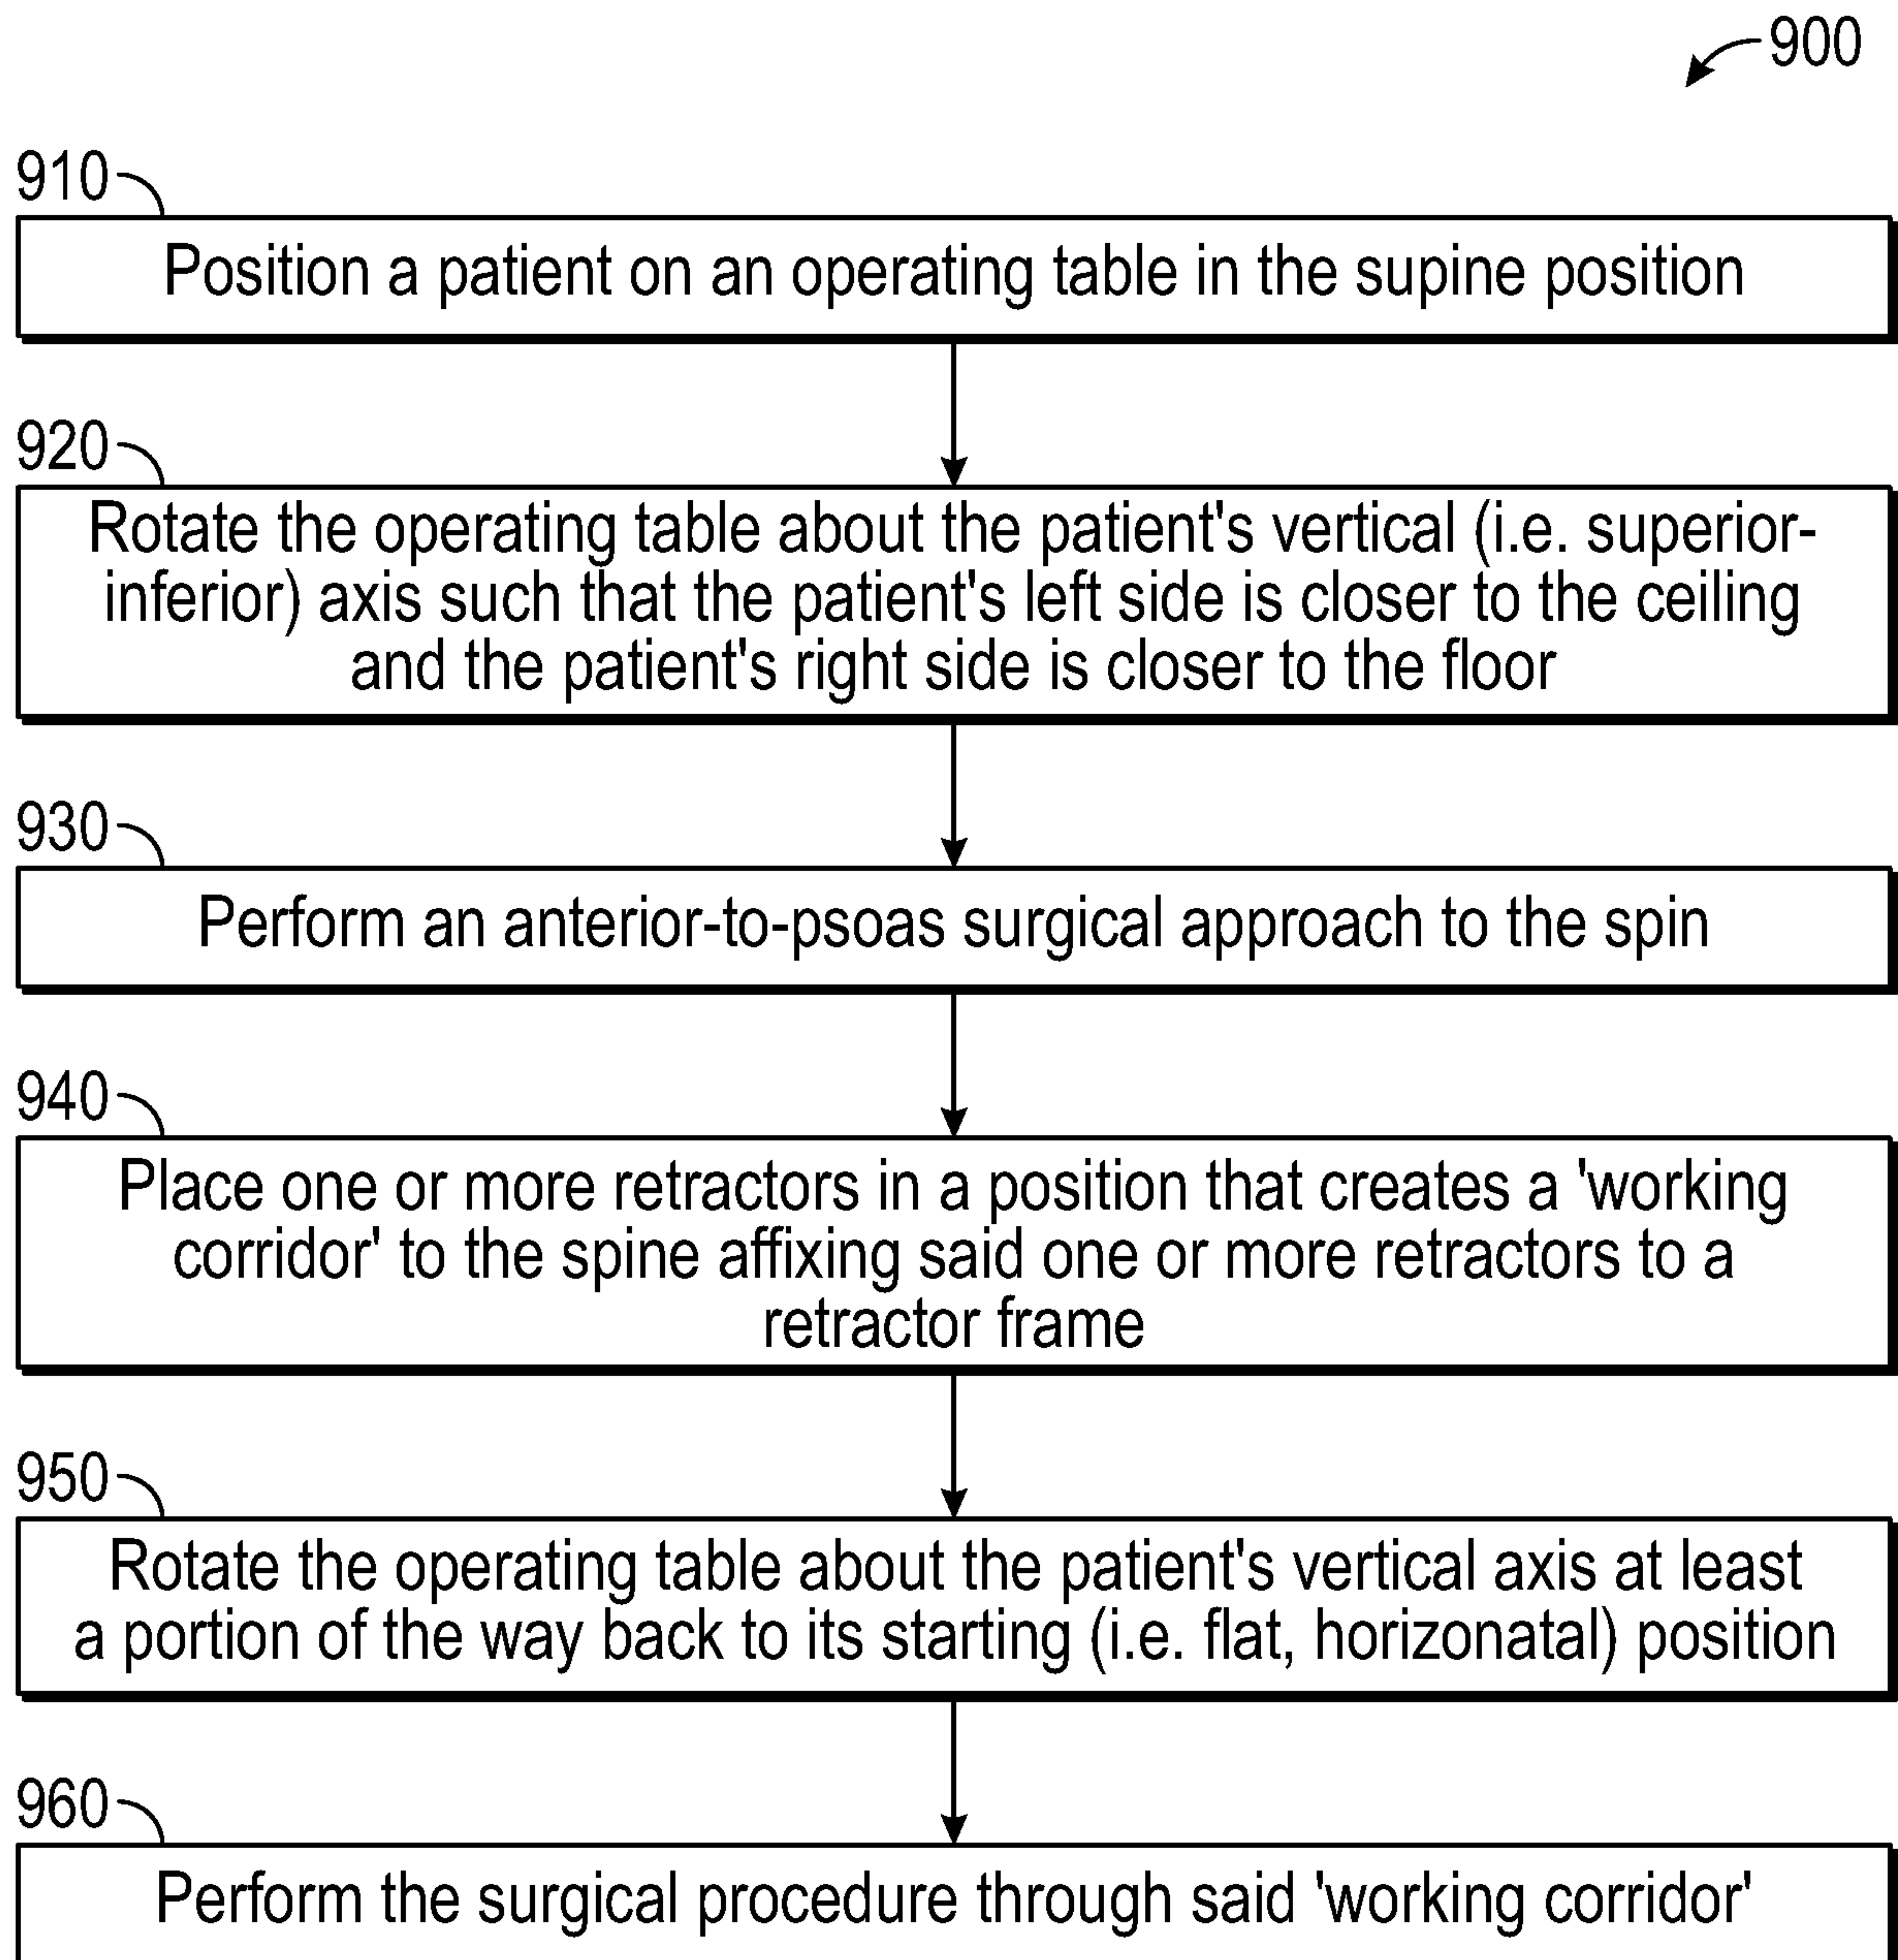 900
910
Position a patient on an operating table in the supine position
920
Rotate the operating table about the patient's vertical (i.e. superior-
inferior) axis such that the patient's left side is closer to the ceiling
and the patient's right side is closer to the floor
930
Perform an anterior-to-psoas surgical approach to the spin
940
Place one or more retractors in a position that creates a 'working
corridor' to the spine affixing said one or more retractors to a
retractor frame
950
Rotate the operating table about the patient's vertical axis at least
a portion of the way back to its starting (i.e. flat, horizonatal) position
960
Perform the surgical procedure through said 'working corridor'